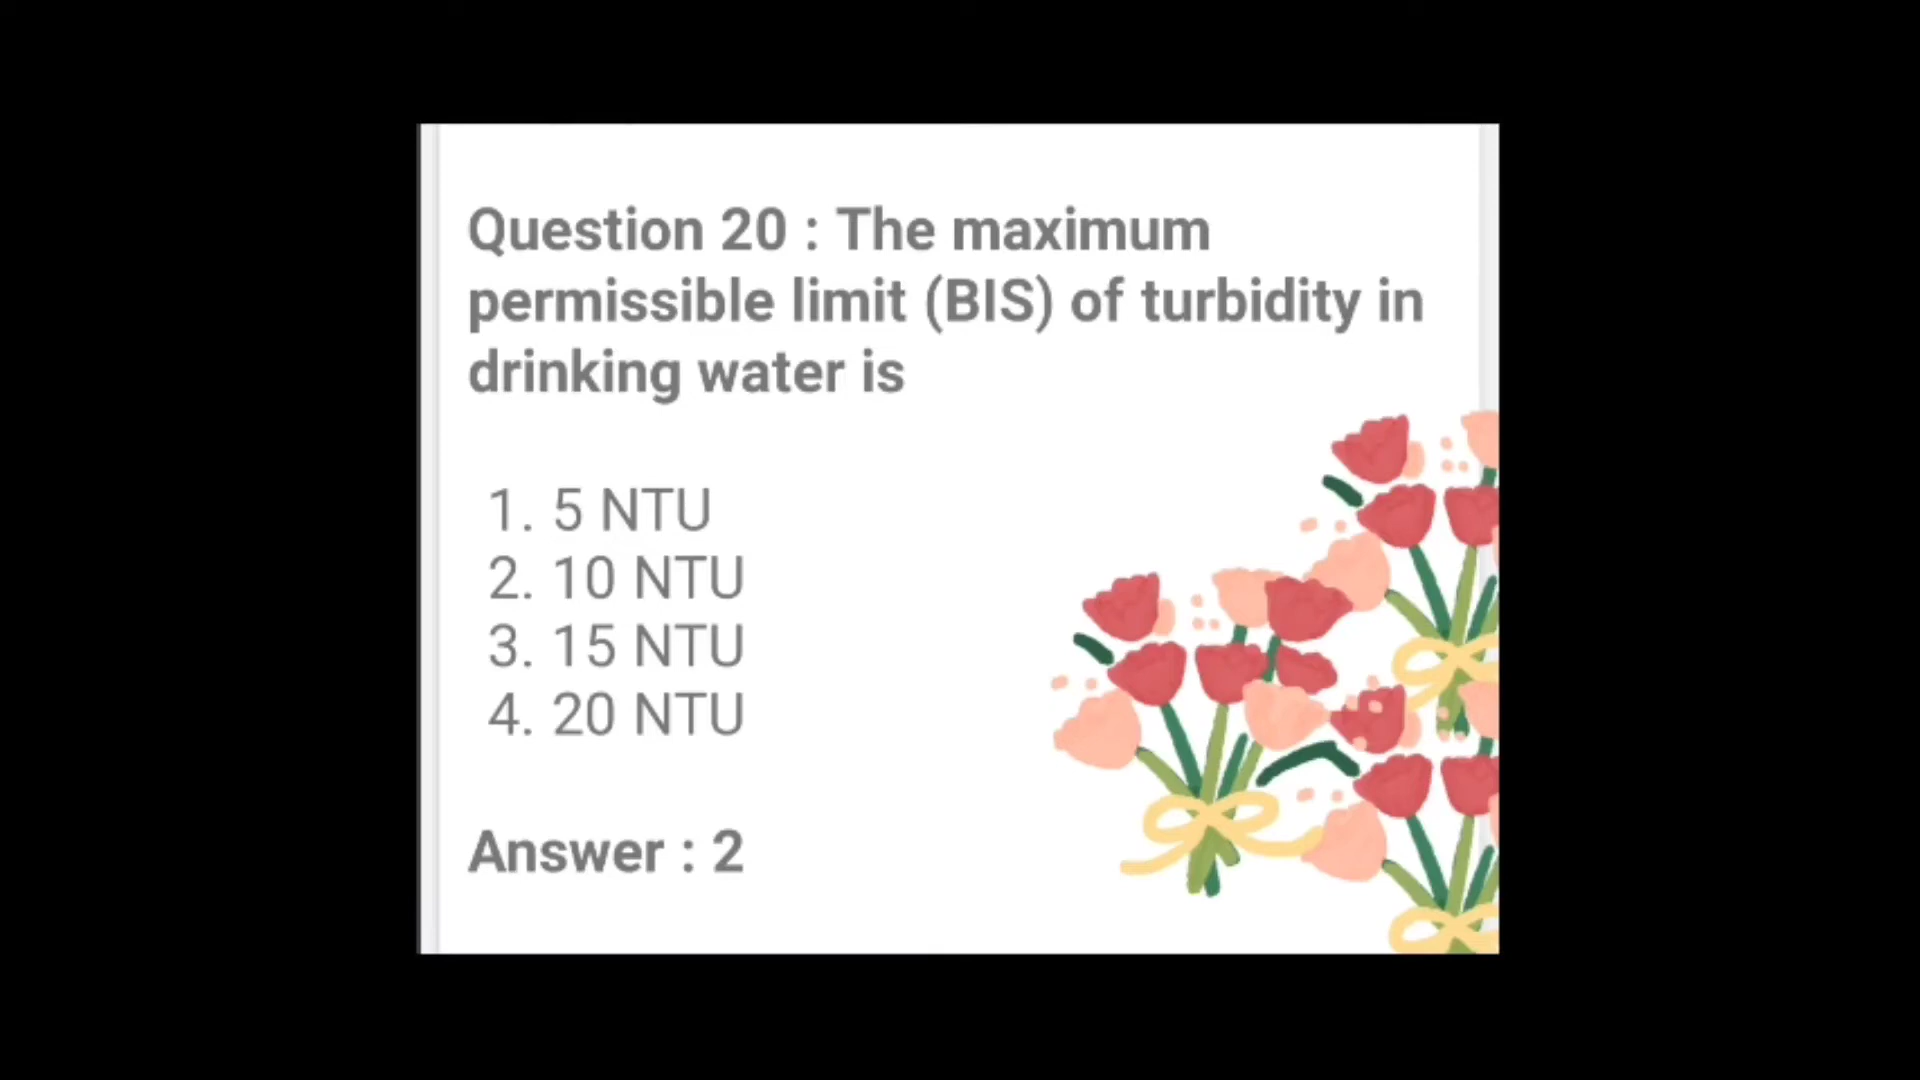 Question 20 : The maximum
permissible limit (BIS) of turbidity in
drinking water is
1. 5 NTU
2. 10 NTU
3. 15 NTU
4. 20 NTU
Answer : 2